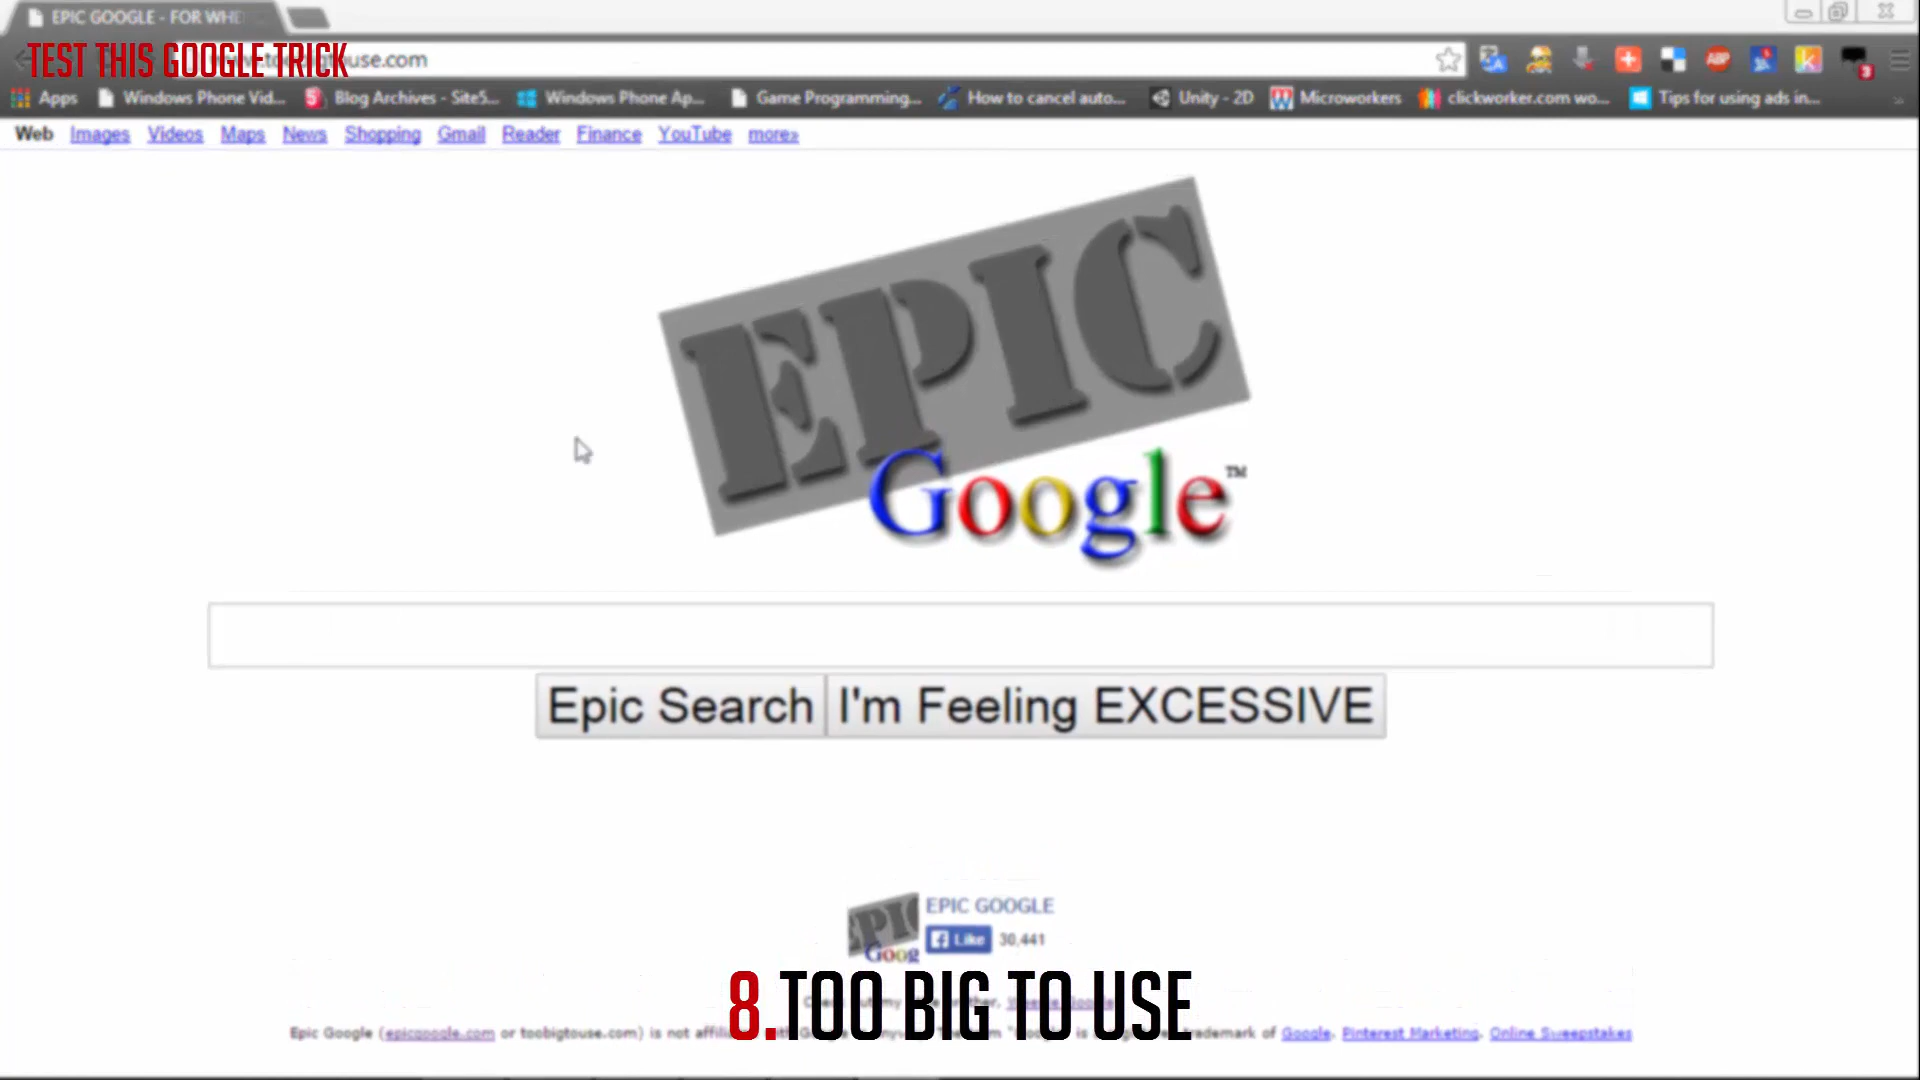 EPIC GOOGLE - FOR WHE
TEST THIS GOOGLE TRICK
use.com
Apps Windows Phone Vid... Blog Archives - Site5... Windows Phone Ap... Game Programming... How to cancel auto... Unity - 2D Microworkers clickworker.com wo... Tips for using ads in...
Web Images Videos Maps News Shopping Gmail Reader Finance YouTube more»
EPIC
Google™
Epic Search I'm Feeling EXCESSIVE
EPIC GOOGLE
Like 30,441
8.TOO BIG TO USE
Epic Google (epicgoogle.com or toobigtouse.com) is not trademark of Google. Pinterest Marketing. Online Sweepstakes